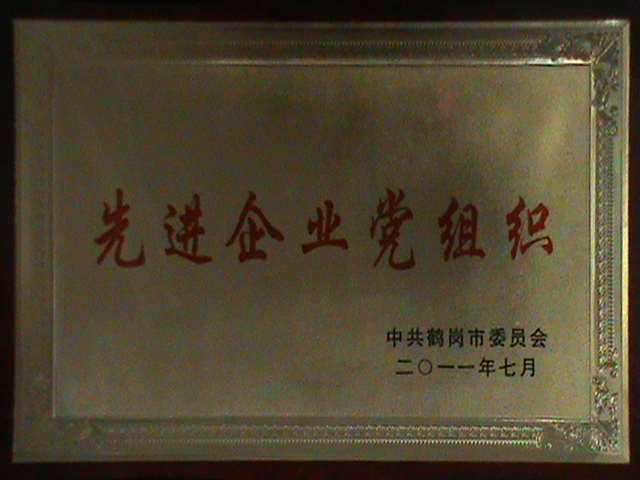 先进企业党组织
中共鹤岗市委员会
二〇一一年七月